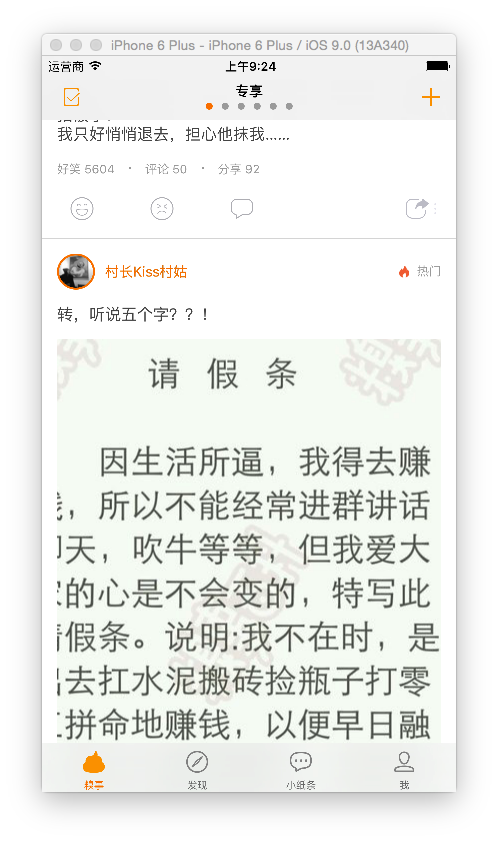 iPhone 6 Plus - iPhone 6 Plus / iOS 9.0 (13A340)
运营商 上午9:24
专享
我只好悄悄退去，担心他抹我……
好笑 5604 · 评论 50 · 分享 92
村长Kiss村姑 热门
转，听说五个字？？！
请 假 条
因生活所逼，我得去赚
，所以不能经常进群讲话
天，吹牛等等，但我爱大
的心是不会变的，特写此
假条。说明:我不在时，是
去扛水泥搬砖捡瓶子打零
拼命地赚钱，以便早日融
糗事 发现 小纸条 我